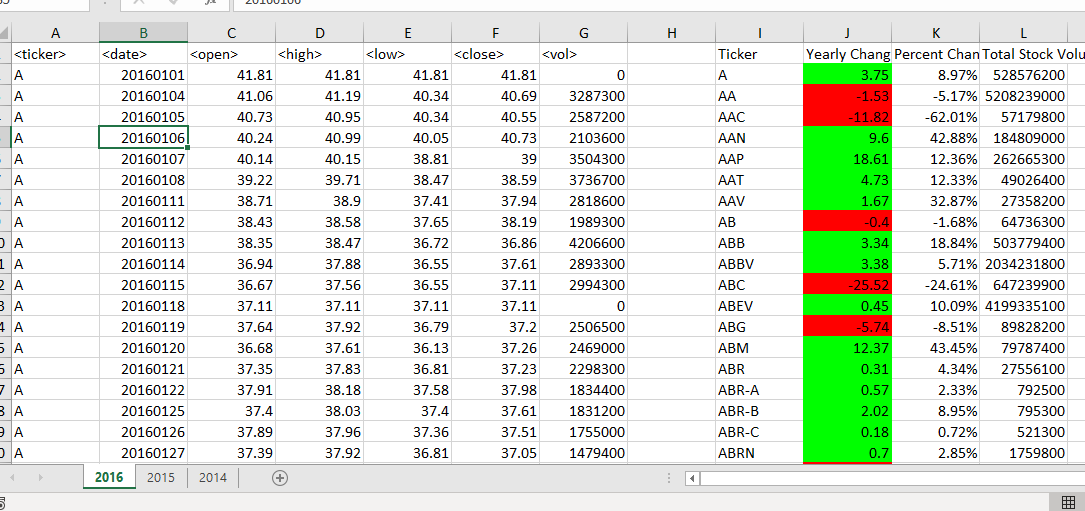 20160106
A B C D E F G H I J K L
<ticker> <date> <open> <high> <low> <close> <vol> Ticker Yearly Chang Percent Chan Total Stock Volu
A 20160101 41.81 41.81 41.81 41.81 0 A 3.75 8.97% 528576200
A 20160104 41.06 41.19 40.34 40.69 3287300 AA -1.53 -5.17% 5208239000
A 20160105 40.73 40.95 40.34 40.55 2587200 AAC -11.82 -62.01% 57179800
A 20160106 40.24 40.99 40.05 40.73 2103600 AAN 9.6 42.88% 184809000
A 20160107 40.14 40.15 38.81 39 3504300 AAP 18.61 12.36% 262665300
A 20160108 39.22 39.71 38.47 38.59 3736700 AAT 4.73 12.33% 49026400
A 20160111 38.71 38.9 37.41 37.94 2818600 AAV 1.67 32.87% 27358200
A 20160112 38.43 38.58 37.65 38.19 1989300 AB -0.4 -1.68% 64736300
A 20160113 38.35 38.47 36.72 36.86 4206600 ABB 3.34 18.84% 503779400
A 20160114 36.94 37.88 36.55 37.61 2893300 ABBV 3.38 5.71% 2034231800
A 20160115 36.67 37.56 36.55 37.11 2994300 ABC -25.52 -24.61% 647239900
A 20160118 37.11 37.11 37.11 37.11 0 ABEV 0.45 10.09% 4199335100
A 20160119 37.64 37.92 36.79 37.2 2506500 ABG -5.74 -8.51% 89828200
A 20160120 36.68 37.61 36.13 37.26 2469000 ABM 12.37 43.45% 79787400
A 20160121 37.35 37.83 36.81 37.23 2298300 ABR 0.31 4.34% 27556100
A 20160122 37.91 38.18 37.58 37.98 1834400 ABR-A 0.57 2.33% 792500
A 20160125 37.4 38.03 37.4 37.61 1831200 ABR-B 2.02 8.95% 795300
A 20160126 37.89 37.96 37.36 37.51 1755000 ABR-C 0.18 0.72% 521300
A 20160127 37.39 37.92 36.81 37.05 1479400 ABRN 0.7 2.85% 1759800
2016 2015 2014